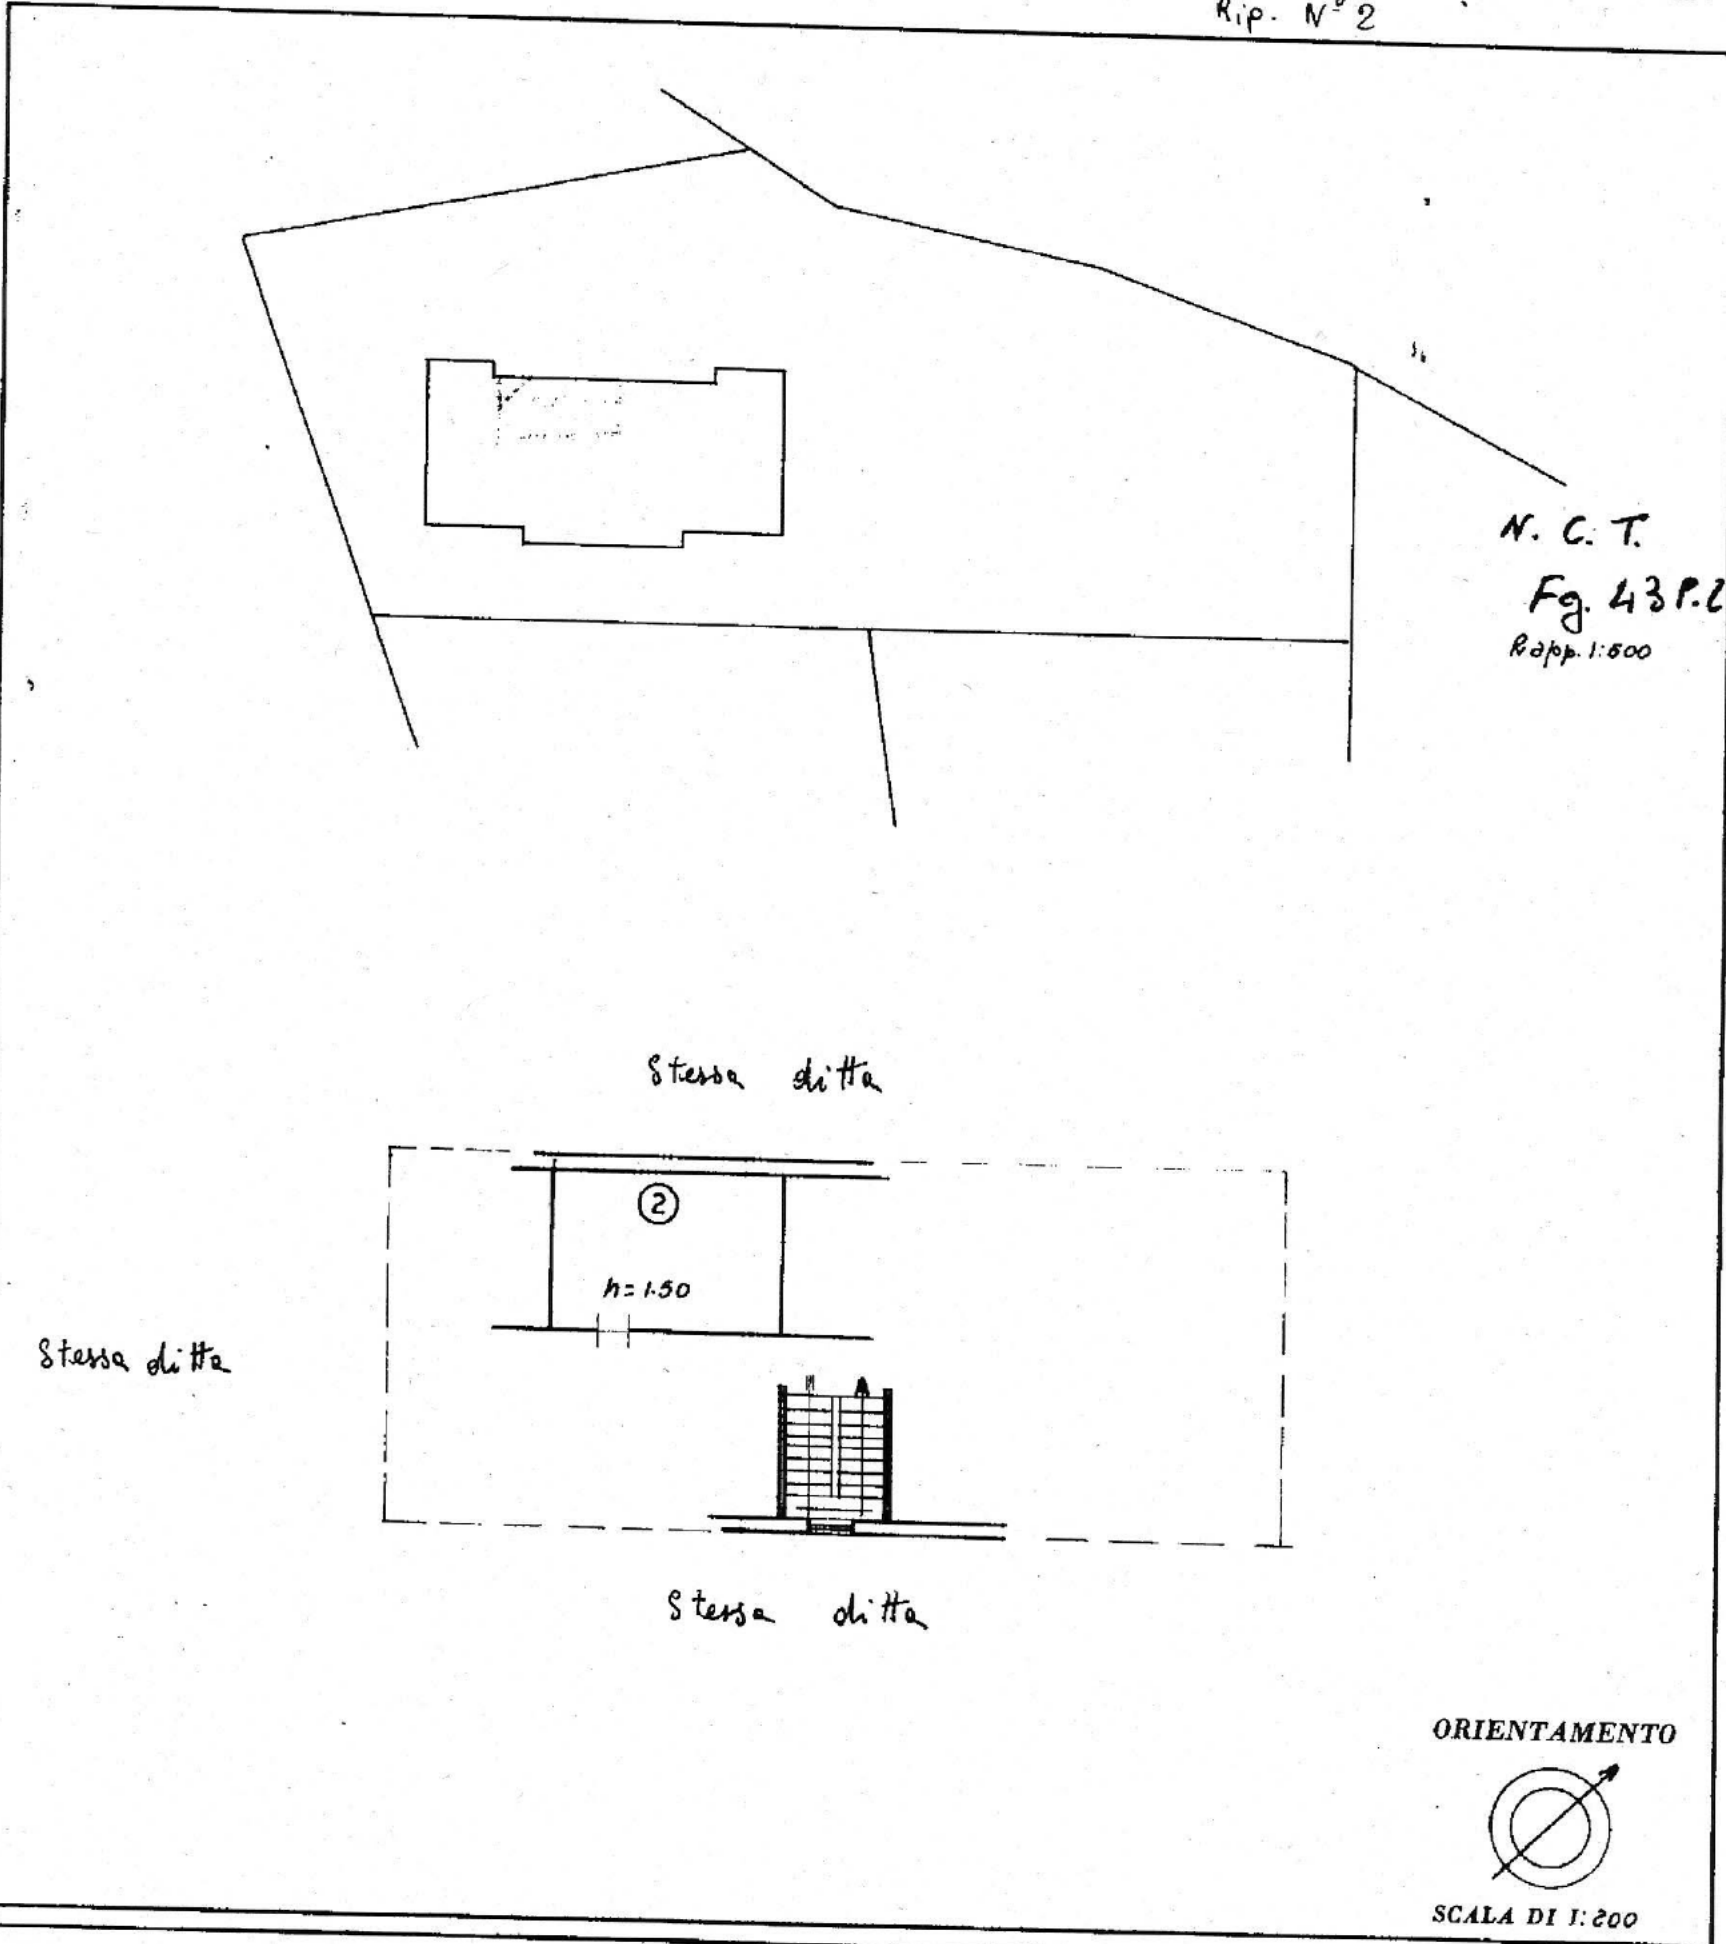 Rip. Nº 2
N. C. T.
Fg. 43 P.
Rapp. 1:500
Stessa ditta
2
h = 1.50
Stessa ditta
Stessa ditta
ORIENTAMENTO
SCALA DI 1:200